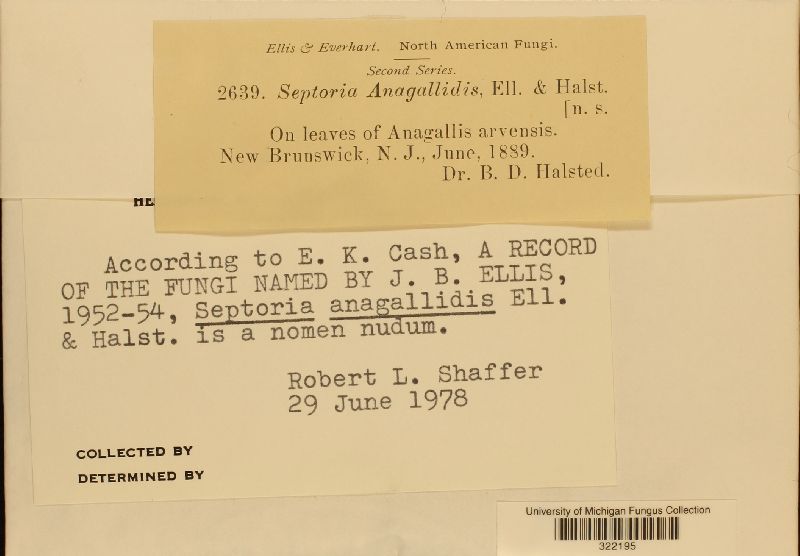 Ellis & Everhart. North American Fungi.
Second Series.
2639. Septoria Anagallidis, Ell. & Halst.
[n. s.
On leaves of Anagallis arvensis.
New Brunswick, N. J., June, 1889.
Dr. B. D. Halsted.
According to E. K. Cash, A RECORD
OF THE FUNGI NAMED BY J. B. ELLIS,
1952-54, Septoria anagallidis Ell.
& Halst. is a nomen nudum.
Robert L. Shaffer
29 June 1978
COLLECTED BY
DETERMINED BY
University of Michigan Fungus Collection
322195